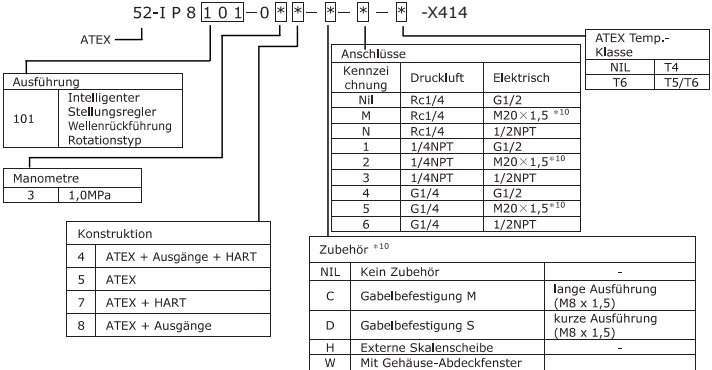 52-I P 8 1 0 1 -0 * * - * - * - * -X414
ATEX
Ausführung
101 Intelligenter Stellungsregler Wellenrückführung Rotationstyp
Manometre
3 1,0MPa
Konstruktion
4 ATEX + Ausgänge + HART
5 ATEX
7 ATEX + HART
8 ATEX + Ausgänge
Anschlüsse
Kennzei chnung Druckluft Elektrisch
Nil Rc1/4 G1/2
M Rc1/4 M20×1,5 *10
N Rc1/4 1/2NPT
1 1/4NPT G1/2
2 1/4NPT M20×1,5*10
3 1/4NPT 1/2NPT
4 G1/4 G1/2
5 G1/4 M20×1,5*10
6 G1/4 1/2NPT
ATEX Temp.-
Klasse
NIL T4
T6 T5/T6
Zubehör *10
NIL Kein Zubehör -
C Gabelbefestigung M lange Ausführung (M8 x 1,5)
D Gabelbefestigung S kurze Ausführung (M8 x 1,5)
H Externe Skalenscheibe -
W Mit Gehäuse-Abdeckfenster